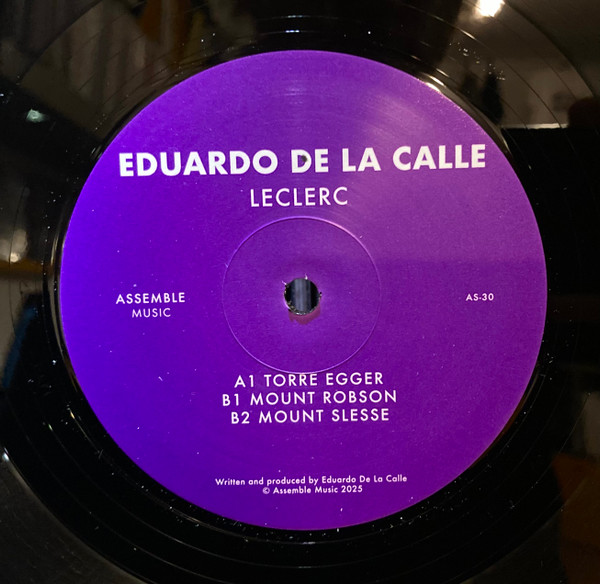 EDUARDO DE LA CALLE
LECLERC
ASSEMBLE
MUSIC
AS-30
A1 TORRE EGGER
B1 MOUNT ROBSON
B2 MOUNT SLESSE
Written and produced by Eduardo De La Calle
© Assemble Music 2025